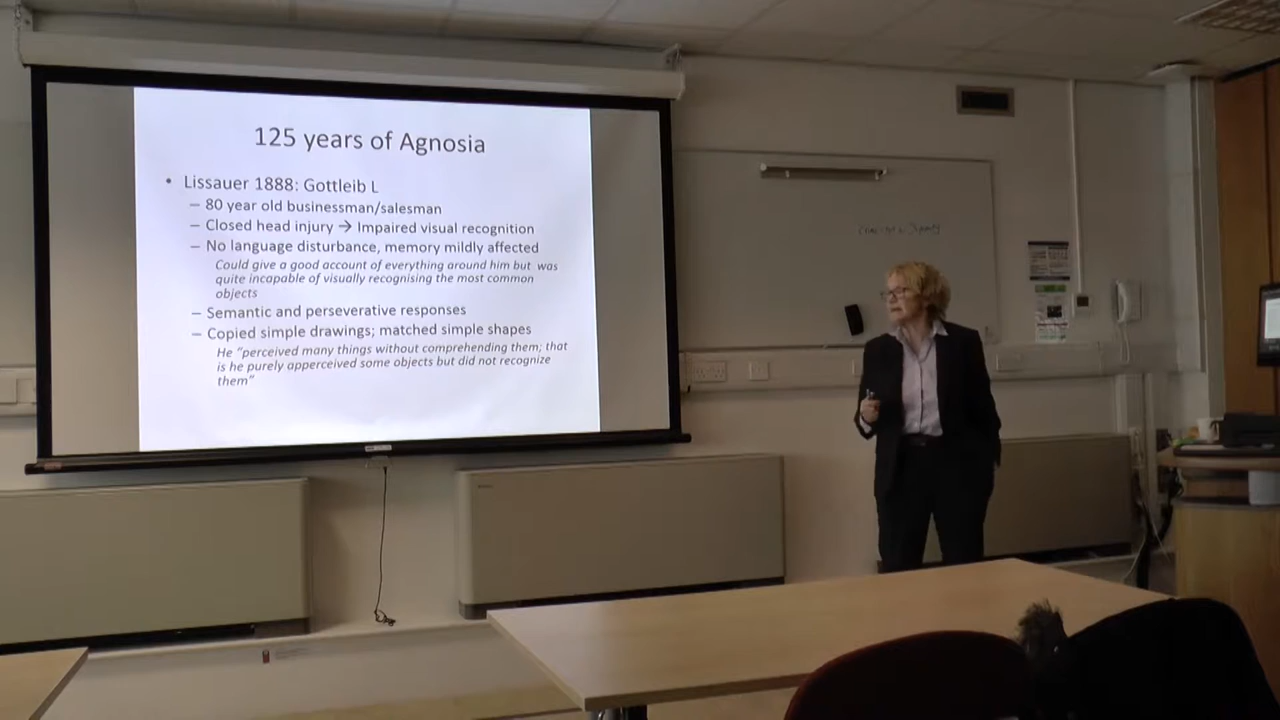 125 years of Agnosia
• Lissauer 1888: Gottleib L
– 80 year old businessman/salesman
– Closed head injury → Impaired visual recognition
– No language disturbance, memory mildly affected
Could give a good account of everything around him but was
quite incapable of visually recognising the most common
objects
– Semantic and perseverative responses
– Copied simple drawings; matched simple shapes
He "perceived many things without comprehending them; that
is he purely apperceived some objects but did not recognize
them"